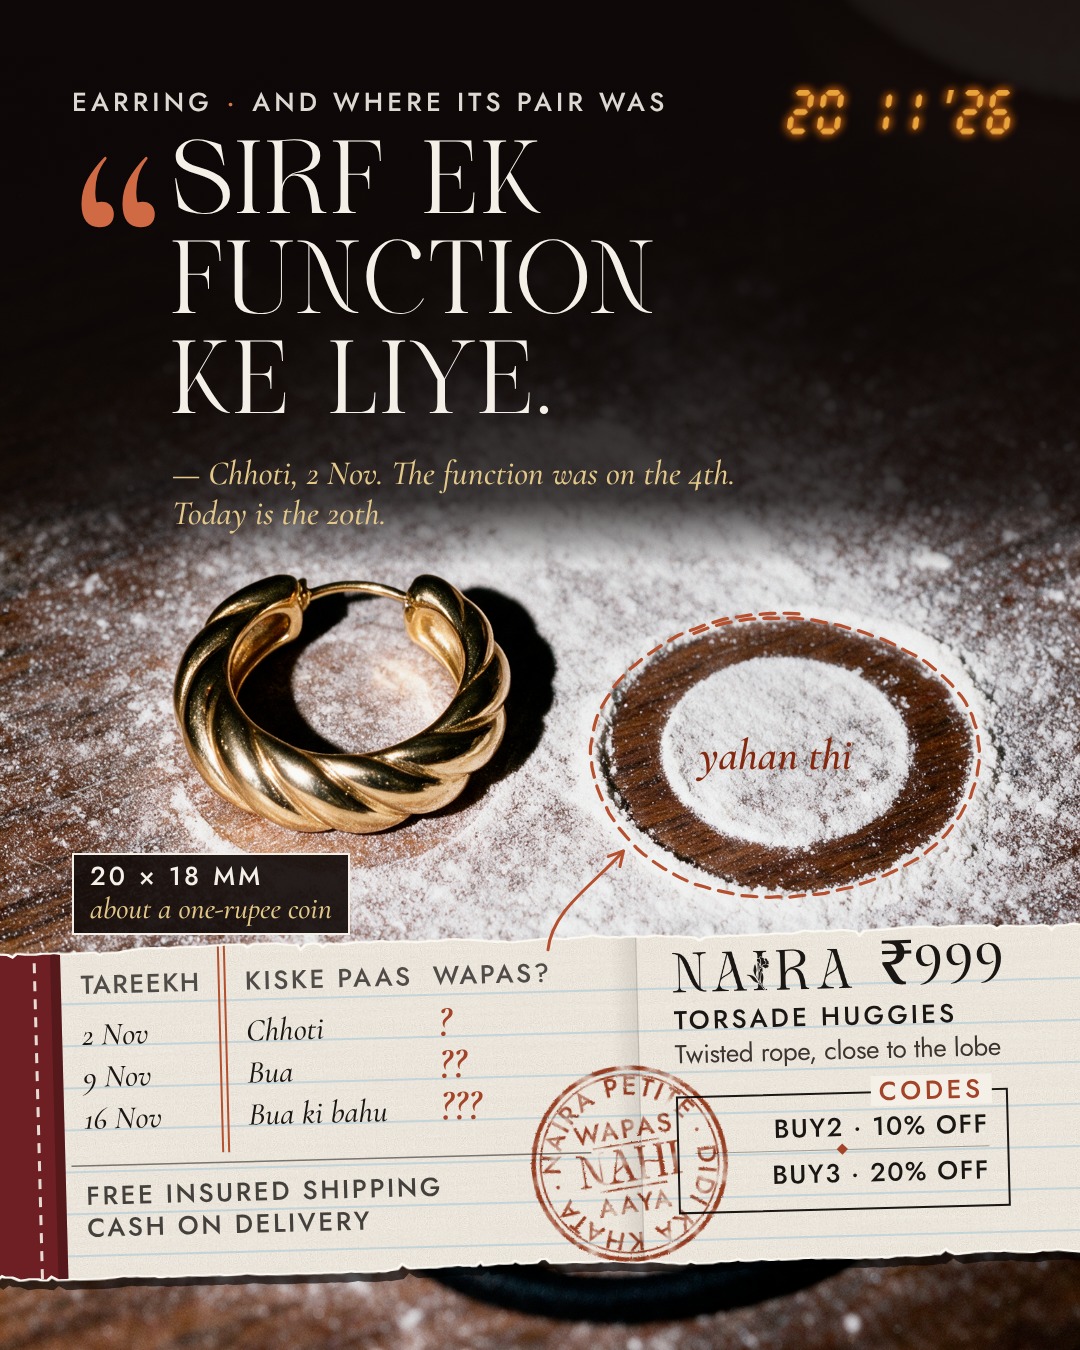 EARRING · AND WHERE ITS PAIR WAS
20 11 '26
“SIRF EK
FUNCTION
KE LIYE.
— Chhoti, 2 Nov. The function was on the 4th.
Today is the 20th.
yahan thi
20 × 18 MM
about a one-rupee coin
TAREEKH KISKE PAAS WAPAS?
2 Nov Chhoti ?
9 Nov Bua ??
16 Nov Bua ki bahu ???
FREE INSURED SHIPPING
CASH ON DELIVERY
NAIRA ₹999
TORSADE HUGGIES
Twisted rope, close to the lobe
CODES
BUY2 · 10% OFF
BUY3 · 20% OFF
NAIRA PETITE · DIDI KA KHATA ·
WAPAS
NAHI
AAYA